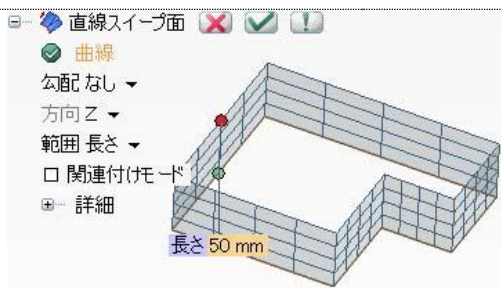 直線スイープ面
曲線
勾配 なし
方向 Z
範囲 長さ
関連付けモード
詳細
長さ 50 mm